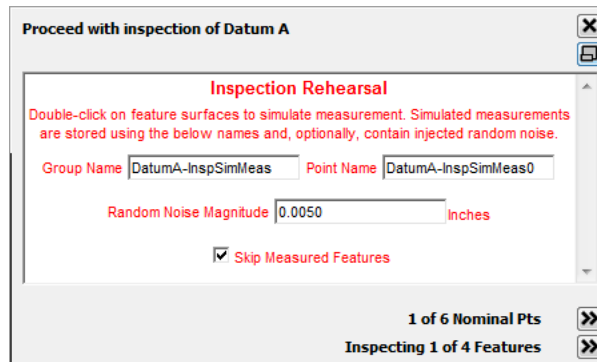 Proceed with inspection of Datum A
Inspection Rehearsal
Double-click on feature surfaces to simulate measurement. Simulated measurements
are stored using the below names and, optionally, contain injected random noise.
Group Name DatumA-InspSimMeas Point Name DatumA-InspSimMeas0
Random Noise Magnitude 0.0050 Inches
Skip Measured Features
1 of 6 Nominal Pts
Inspecting 1 of 4 Features